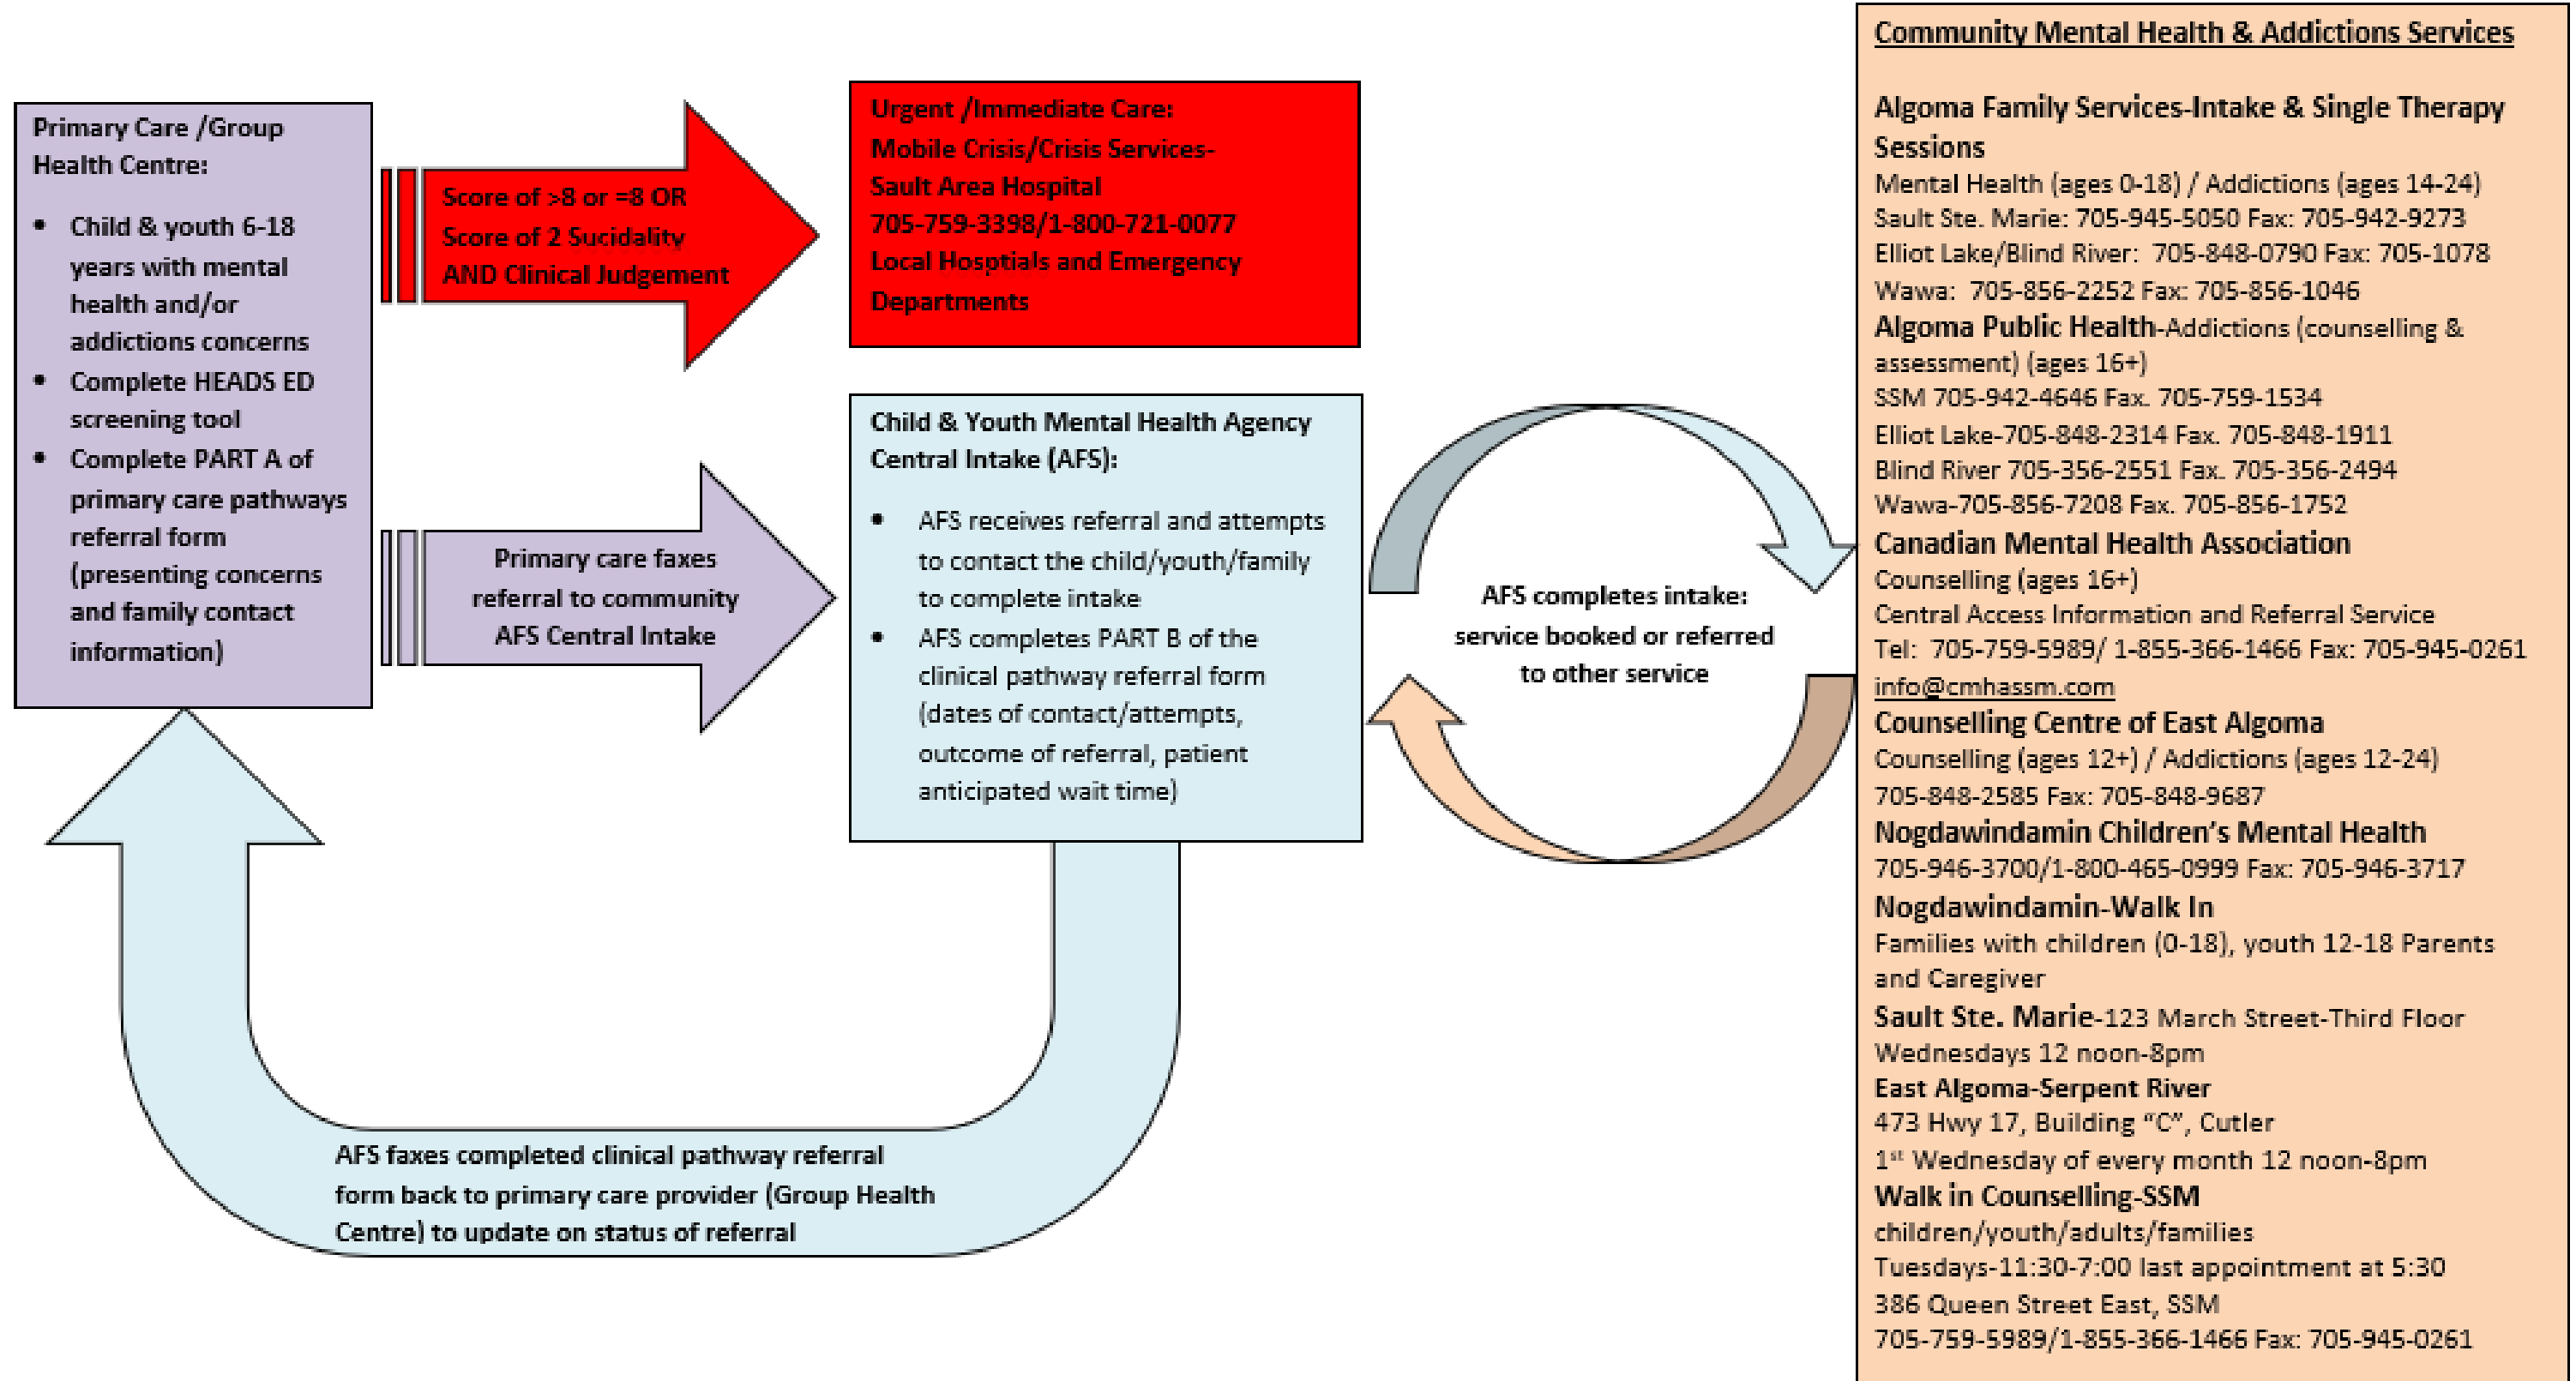 Primary Care /Group
Health Centre:
• Child & youth 6-18
years with mental
health and/or
addictions concerns
• Complete HEADS ED
screening tool
• Complete PART A of
primary care pathways
referral form
(presenting concerns
and family contact
information)
Score of >8 or =8 OR
Score of 2 Sucidality
AND Clinical Judgement
Urgent /Immediate Care:
Mobile Crisis/Crisis Services-
Sault Area Hospital
705-759-3398/1-800-721-0077
Local Hosptials and Emergency
Departments
Primary care faxes
referral to community
AFS Central Intake
Child & Youth Mental Health Agency
Central Intake (AFS):
• AFS receives referral and attempts
to contact the child/youth/family
to complete intake
• AFS completes PART B of the
clinical pathway referral form
(dates of contact/attempts,
outcome of referral, patient
anticipated wait time)
AFS completes intake:
service booked or referred
to other service
AFS faxes completed clinical pathway referral
form back to primary care provider (Group Health
Centre) to update on status of referral
Community Mental Health & Addictions Services
Algoma Family Services-Intake & Single Therapy
Sessions
Mental Health (ages 0-18) / Addictions (ages 14-24)
Sault Ste. Marie: 705-945-5050 Fax: 705-942-9273
Elliot Lake/Blind River:  705-848-0790 Fax: 705-1078
Wawa:  705-856-2252 Fax: 705-856-1046
Algoma Public Health-Addictions (counselling &
assessment) (ages 16+)
SSM 705-942-4646 Fax. 705-759-1534
Elliot Lake-705-848-2314 Fax. 705-848-1911
Blind River 705-356-2551 Fax. 705-356-2494
Wawa-705-856-7208 Fax. 705-856-1752
Canadian Mental Health Association
Counselling (ages 16+)
Central Access Information and Referral Service
Tel:  705-759-5989/ 1-855-366-1466 Fax: 705-945-0261
info@cmhassm.com
Counselling Centre of East Algoma
Counselling (ages 12+) / Addictions (ages 12-24)
705-848-2585 Fax: 705-848-9687
Nogdawindamin Children’s Mental Health
705-946-3700/1-800-465-0999 Fax: 705-946-3717
Nogdawindamin-Walk In
Families with children (0-18), youth 12-18 Parents
and Caregiver
Sault Ste. Marie-123 March Street-Third Floor
Wednesdays 12 noon-8pm
East Algoma-Serpent River
473 Hwy 17, Building “C”, Cutler
1st Wednesday of every month 12 noon-8pm
Walk in Counselling-SSM
children/youth/adults/families
Tuesdays-11:30-7:00 last appointment at 5:30
386 Queen Street East, SSM
705-759-5989/1-855-366-1466 Fax: 705-945-0261